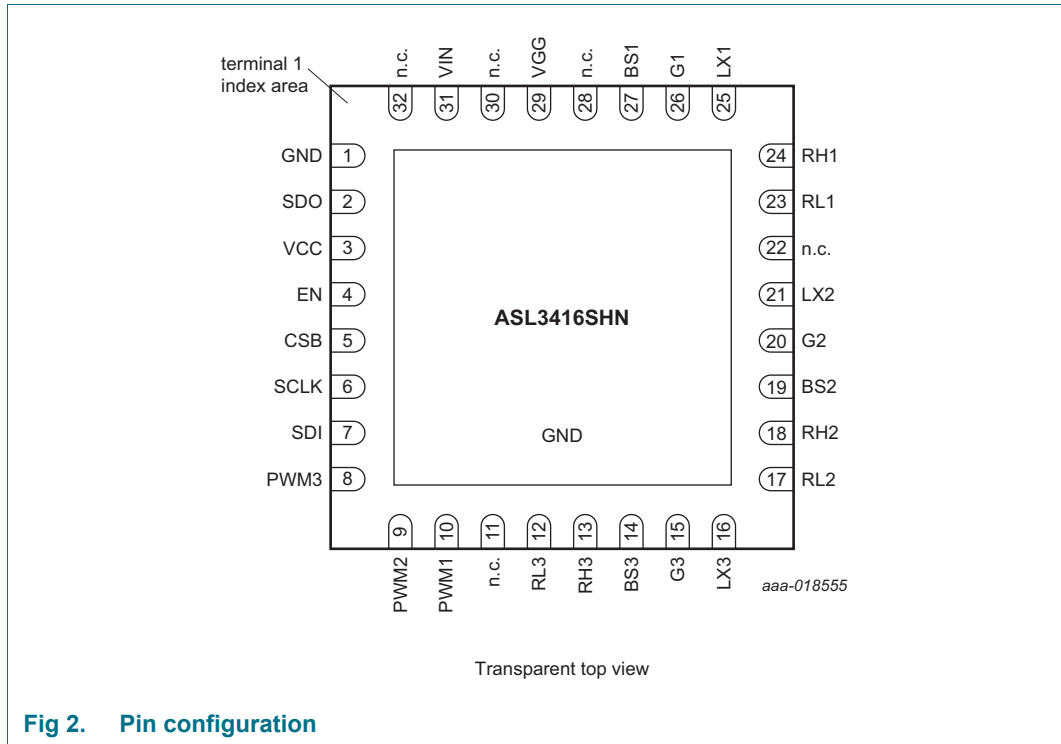 terminal 1
index area
n.c.
VIN
n.c.
VGG
n.c.
BS1
G1
LX1
32
31
30
29
28
27
26
25
GND 1
SDO 2
VCC 3
EN 4
CSB 5
SCLK 6
SDI 7
PWM3 8
24 RH1
23 RL1
22 n.c.
21 LX2
20 G2
19 BS2
18 RH2
17 RL2
ASL3416SHN
GND
9
10
11
12
13
14
15
16
PWM2
PWM1
n.c.
RL3
RH3
BS3
G3
LX3
aaa-018555
Transparent top view
Fig 2. Pin configuration